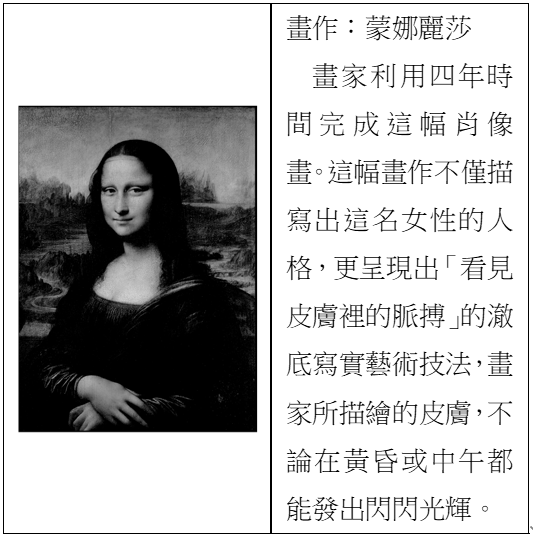 畫作：蒙娜麗莎
畫家利用四年時
間完成這幅肖像
畫。這幅畫作不僅描
寫出這名女性的人
格，更呈現出「看見
皮膚裡的脈搏」的澈
底寫實藝術技法，畫
家所描繪的皮膚，不
論在黃昏或中午都
能發出閃閃光輝。